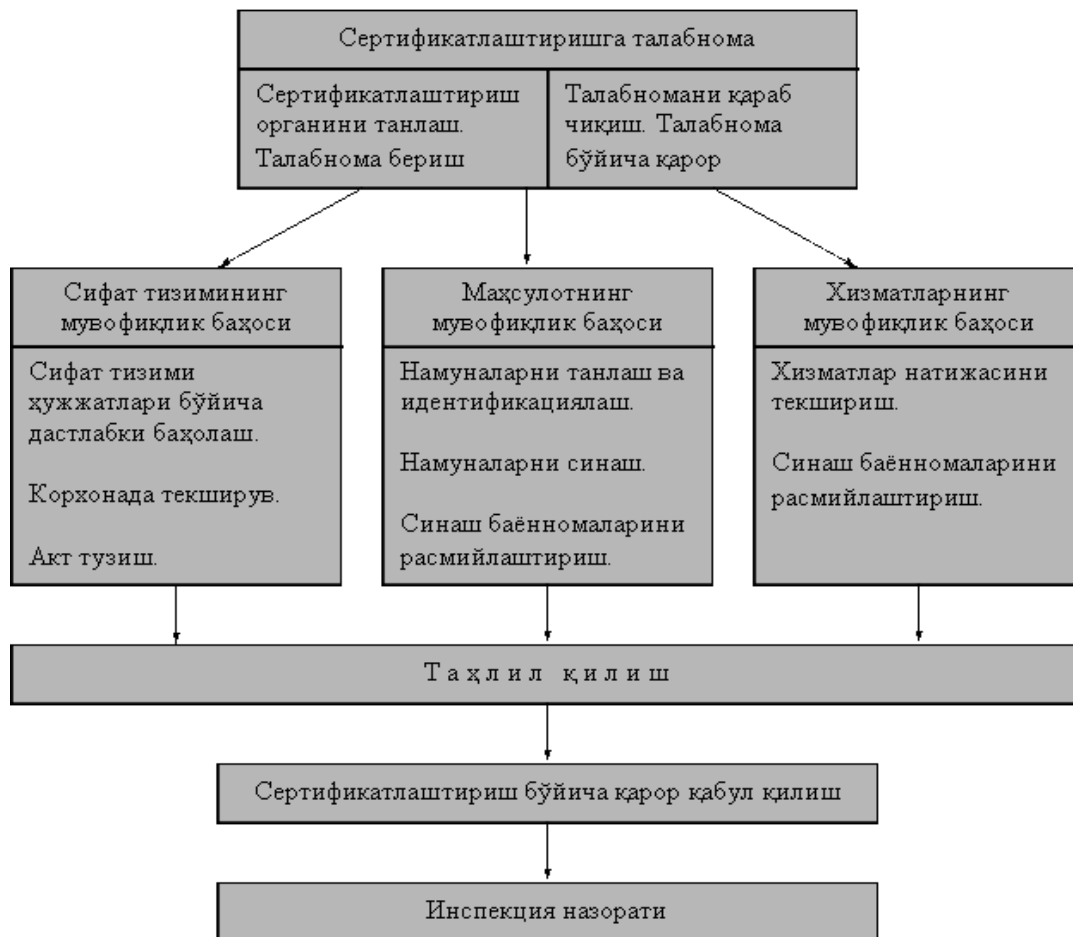 Сертификатлаштиришга талабнома
Сертификатлаштириш
органини танлаш.
Талабнома бериш
Талабномани қараб
чиқиш. Талабнома
бўйича қарор
Сифат тизимининг
мувофиқлик баҳоси
Сифат тизими
ҳужжатлари бўйича
дастлабки баҳолаш.
Корхонада текширув.
Акт тузиш.
Маҳсулотнинг
мувофиқлик баҳоси
Намуналарни танлаш ва
идентификациялаш.
Намуналарни синаш.
Синаш баённомаларини
расмийлаштириш.
Хизматларнинг
мувофиқлик баҳоси
Хизматлар натижасини
текшириш.
Синаш баённомаларини
расмийлаштириш.
Таҳлил қилиш
Сертификатлаштириш бўйича қарор қабул қилиш
Инспекция назорати